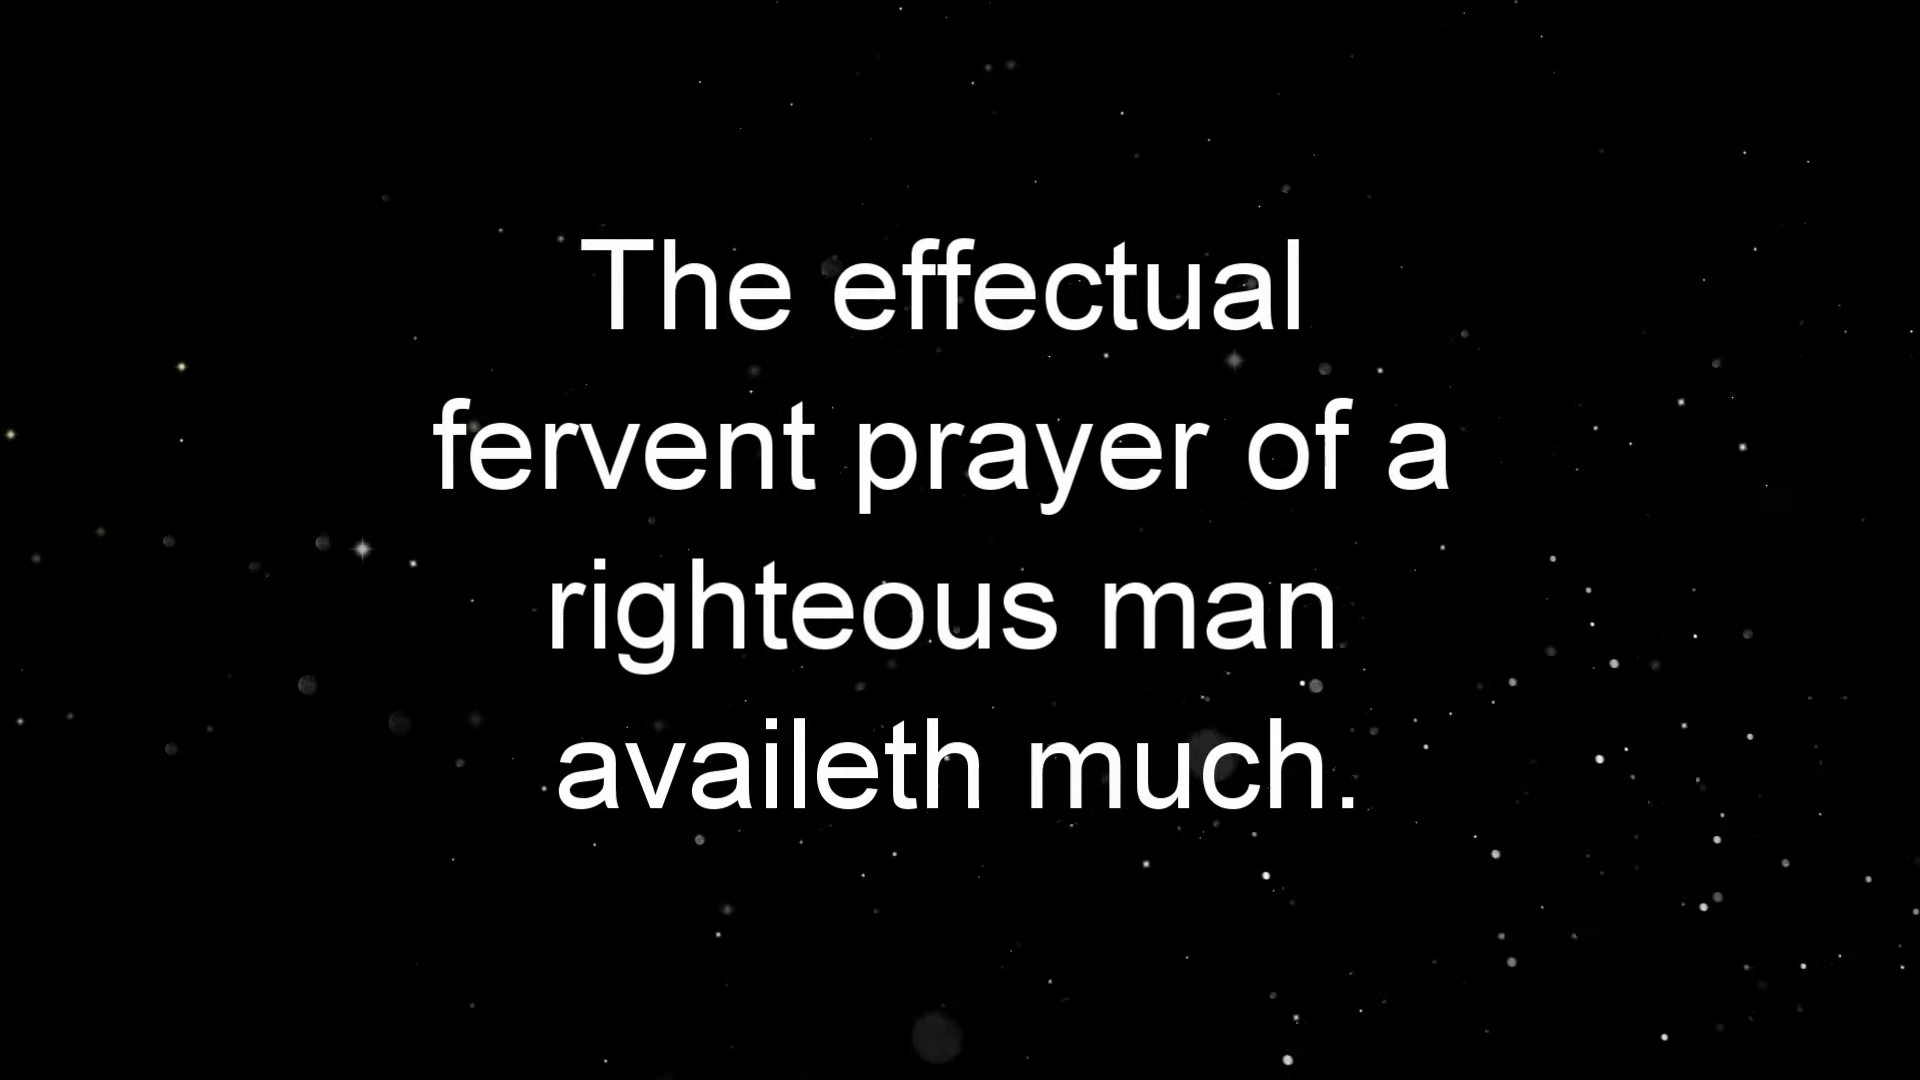 The effectual
fervent prayer of a
righteous man
availeth much.